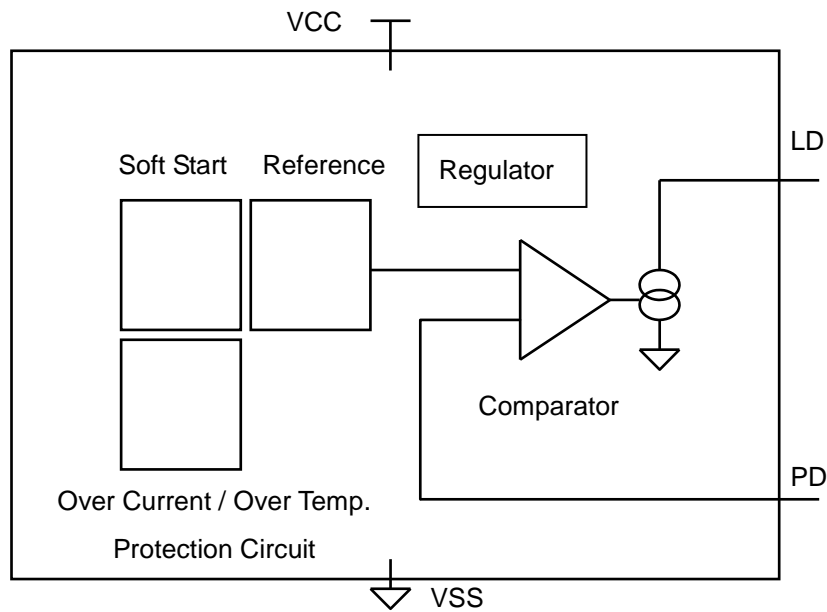 VCC
LD
Soft Start
Reference
Regulator
Comparator
PD
Over Current / Over Temp.
Protection Circuit
VSS